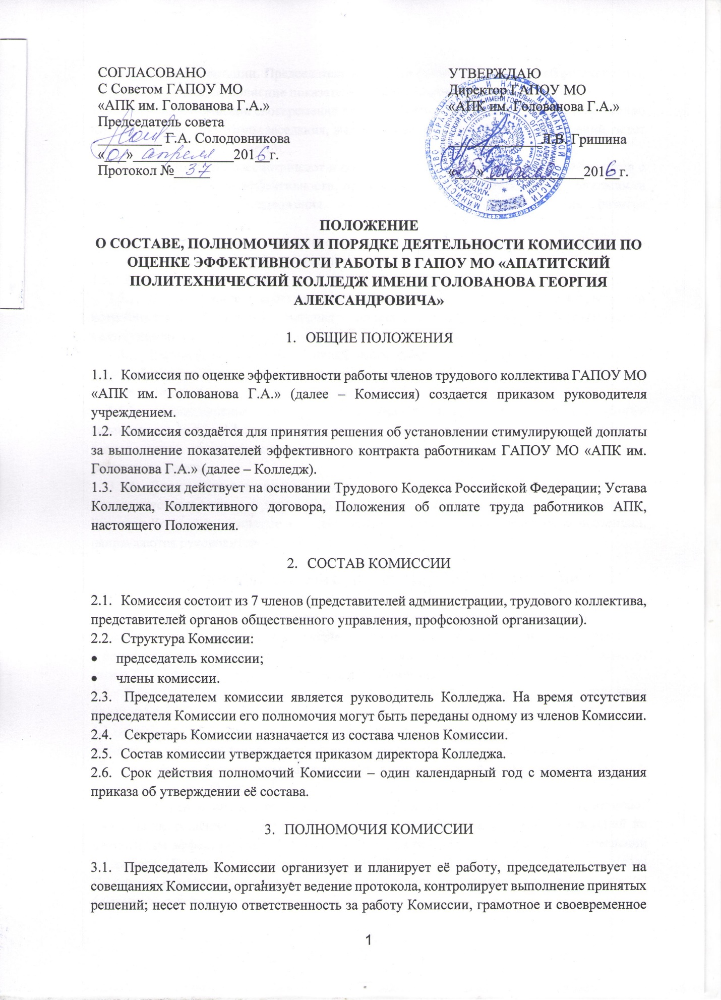 СОГЛАСОВАНО
С Советом ГАПОУ МО
«АПК им. Голованова Г.А.»
Председатель совета
_________ Г.А. Солодовникова
«01» апреля 2016 г.
Протокол № 37
УТВЕРЖДАЮ
Директор ГАПОУ МО
«АПК им. Голованова Г.А.»
Л.В. Гришина
апреля 2016 г.
МИНИСТЕРСТВО ОБРАЗОВАНИЯ И НАУКИ МУРМАНСКОЙ ОБЛАСТИ
ПОЛОЖЕНИЕ
О СОСТАВЕ, ПОЛНОМОЧИЯХ И ПОРЯДКЕ ДЕЯТЕЛЬНОСТИ КОМИССИИ ПО
ОЦЕНКЕ ЭФФЕКТИВНОСТИ РАБОТЫ В ГАПОУ МО «АПАТИТСКИЙ
ПОЛИТЕХНИЧЕСКИЙ КОЛЛЕДЖ ИМЕНИ ГОЛОВАНОВА ГЕОРГИЯ
АЛЕКСАНДРОВИЧА»
1. ОБЩИЕ ПОЛОЖЕНИЯ
1.1. Комиссия по оценке эффективности работы членов трудового коллектива ГАПОУ МО
«АПК им. Голованова Г.А.» (далее – Комиссия) создается приказом руководителя
учреждением.
1.2. Комиссия создаётся для принятия решения об установлении стимулирующей доплаты
за выполнение показателей эффективного контракта работникам ГАПОУ МО «АПК им.
Голованова Г.А.» (далее – Колледж).
1.3. Комиссия действует на основании Трудового Кодекса Российской Федерации; Устава
Колледжа, Коллективного договора, Положения об оплате труда работников АПК,
настоящего Положения.
2. СОСТАВ КОМИССИИ
2.1. Комиссия состоит из 7 членов (представителей администрации, трудового коллектива,
представителей органов общественного управления, профсоюзной организации).
2.2. Структура Комиссии:
• председатель комиссии;
• члены комиссии.
2.3. Председателем комиссии является руководитель Колледжа. На время отсутствия
председателя Комиссии его полномочия могут быть переданы одному из членов Комиссии.
2.4. Секретарь Комиссии назначается из состава членов Комиссии.
2.5. Состав комиссии утверждается приказом директора Колледжа.
2.6. Срок действия полномочий Комиссии – один календарный год с момента издания
приказа об утверждении её состава.
3. ПОЛНОМОЧИЯ КОМИССИИ
3.1. Председатель Комиссии организует и планирует её работу, председательствует на
совещаниях Комиссии, организует ведение протокола, контролирует выполнение принятых
решений; несет полную ответственность за работу Комиссии, грамотное и своевременное
1